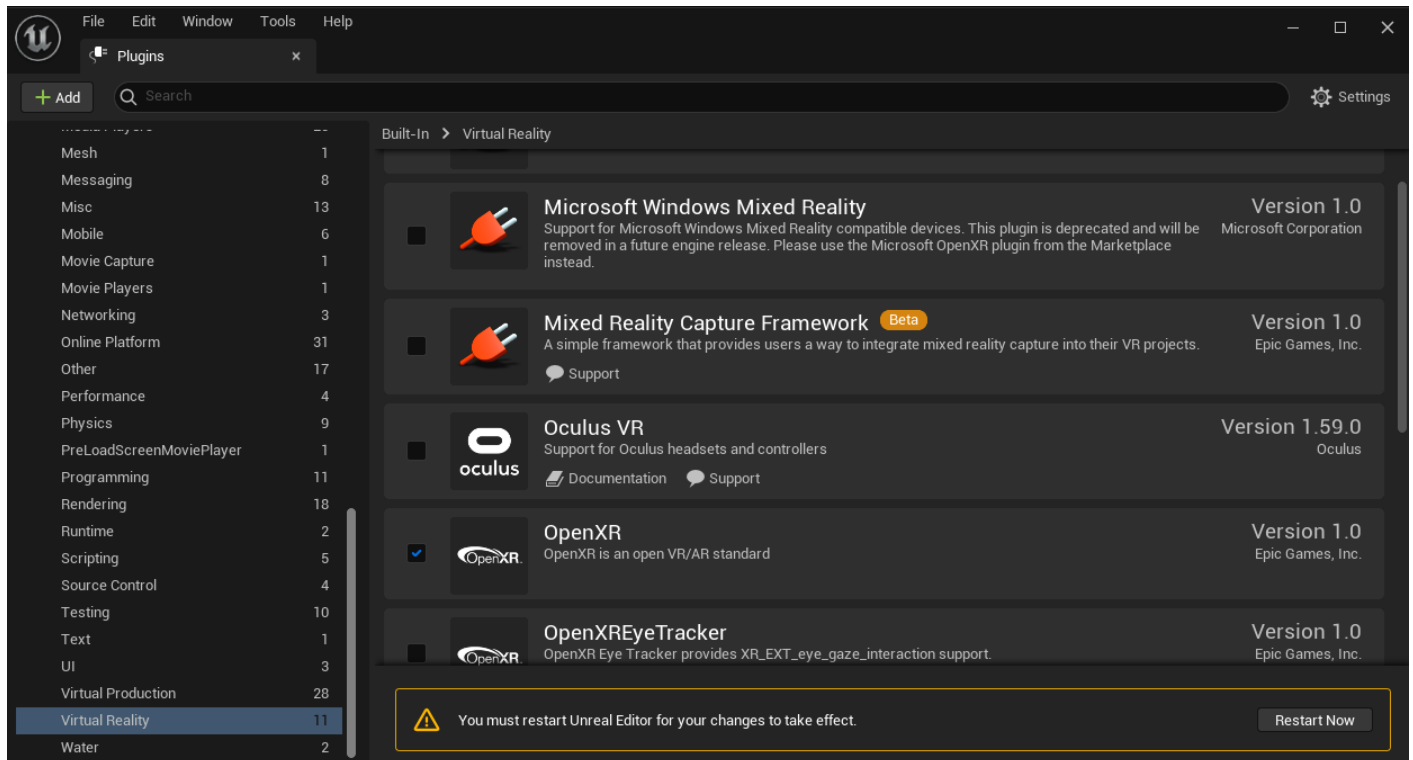 File Edit Window Tools Help
Plugins
Add Search Settings
Built-In Virtual Reality
Mesh 1
Messaging 8
Misc 13
Mobile 6
Movie Capture 1
Movie Players 1
Networking 3
Online Platform 31
Other 17
Performance 4
Physics 9
PreLoadScreenMoviePlayer 1
Programming 11
Rendering 18
Runtime 2
Scripting 5
Source Control 4
Testing 10
Text 1
UI 3
Virtual Production 28
Virtual Reality 11
Water 2
Microsoft Windows Mixed Reality Version 1.0
Support for Microsoft Windows Mixed Reality compatible devices. This plugin is deprecated and will be Microsoft Corporation
removed in a future engine release. Please use the Microsoft OpenXR plugin from the Marketplace
instead.
Mixed Reality Capture Framework Beta Version 1.0
A simple framework that provides users a way to integrate mixed reality capture into their VR projects. Epic Games, Inc.
Support
oculus
Oculus VR Version 1.59.0
Support for Oculus headsets and controllers Oculus
Documentation Support
OpenXR
OpenXR Version 1.0
OpenXR is an open VR/AR standard Epic Games, Inc.
OpenXR
OpenXREyeTracker Version 1.0
OpenXR Eye Tracker provides XR_EXT_eye_gaze_interaction support. Epic Games, Inc.
You must restart Unreal Editor for your changes to take effect. Restart Now